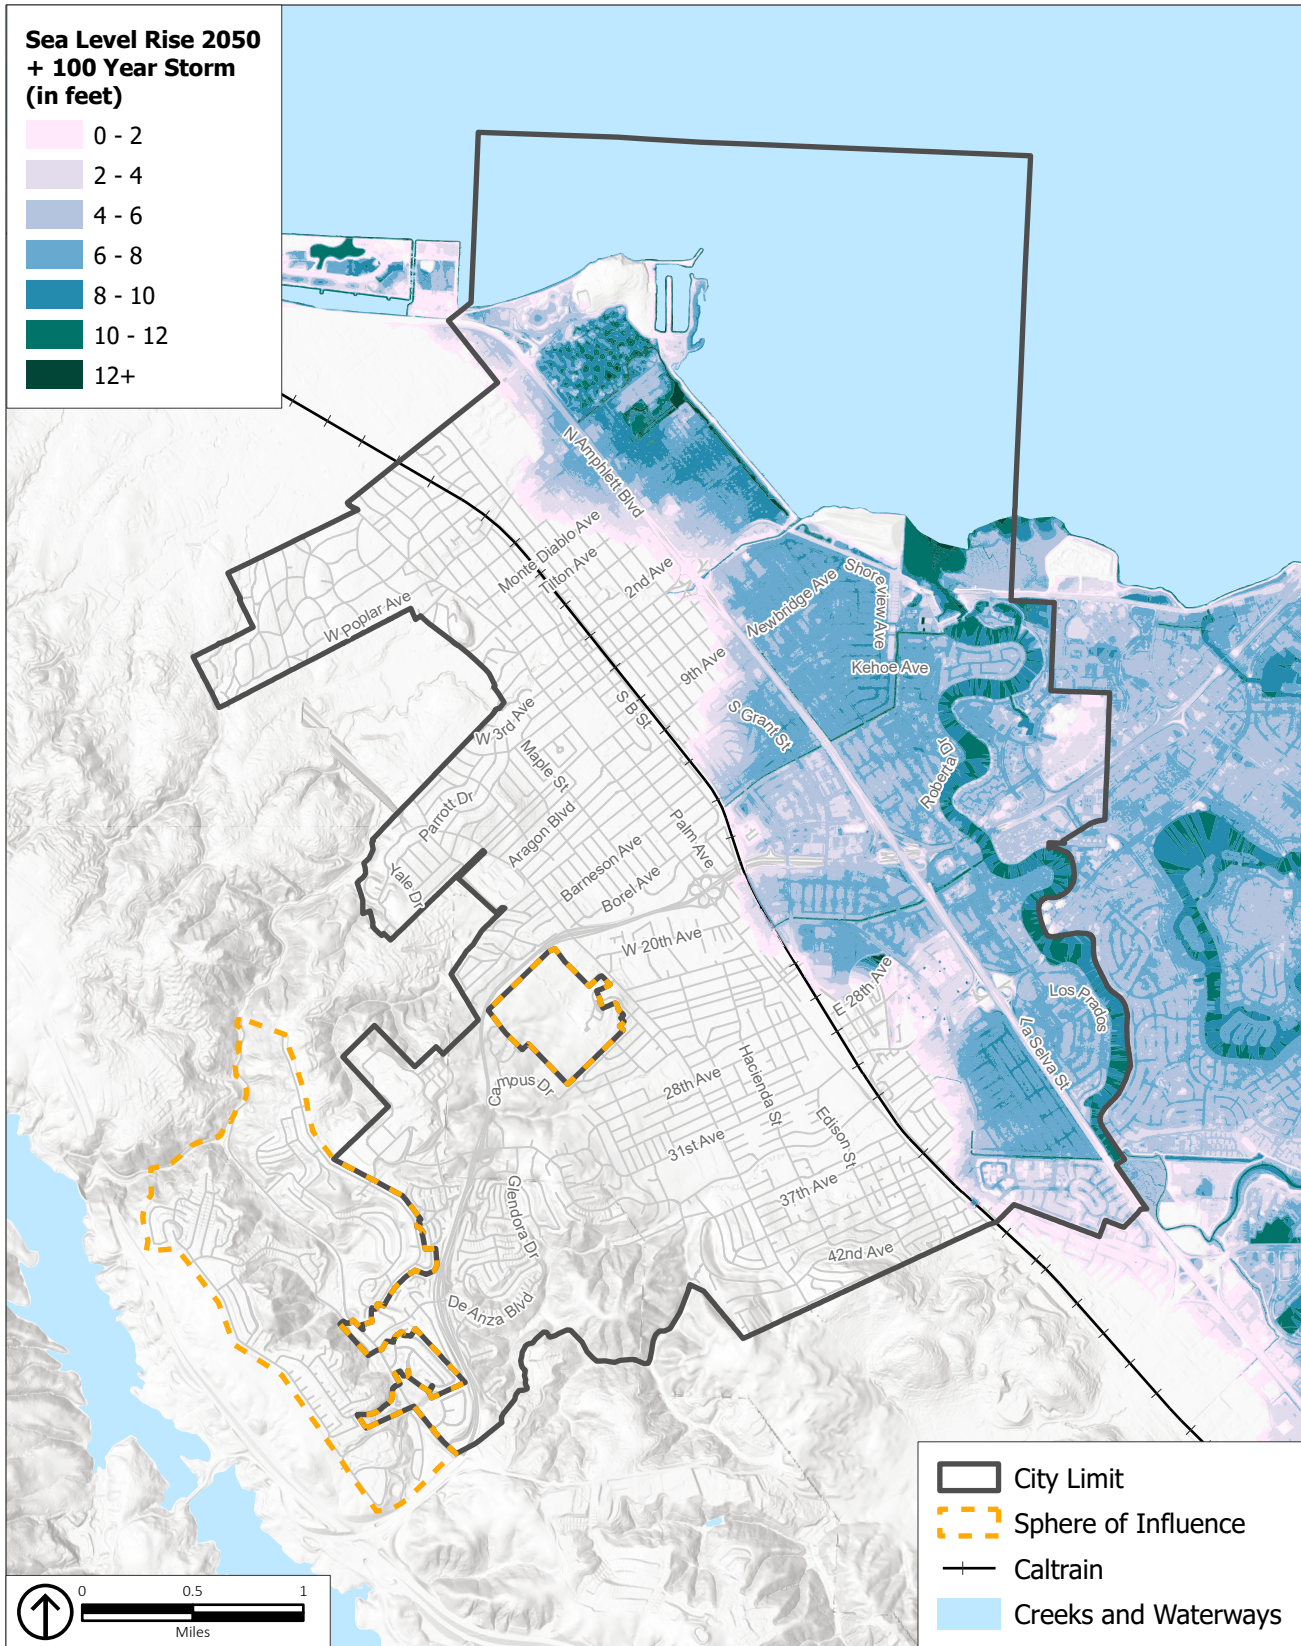 Sea Level Rise 2050
+ 100 Year Storm
(in feet)
0 - 2
2 - 4
4 - 6
6 - 8
8 - 10
10 - 12
12+
N Amphlett Blvd
Monte Diablo Ave
Tilton Ave
2nd Ave
Shoreview Ave
Newbridge Ave
W Poplar Ave
Kehoe Ave
9th Ave
S B St
S Grant St
W 3rd Ave
Maple St
Roberta Dr
Parrott Dr
Aragon Blvd
Palm Ave
Barneson Ave
Yale Dr
Borel Ave
W 20th Ave
E 28th Ave
Los Prados
La Selva St
Campus Dr
28th Ave
Hacienda St
31st Ave
Edison St
37th Ave
Glendora Dr
42nd Ave
De Anza Blvd
City Limit
Sphere of Influence
Caltrain
Creeks and Waterways
0 0.5 1
Miles